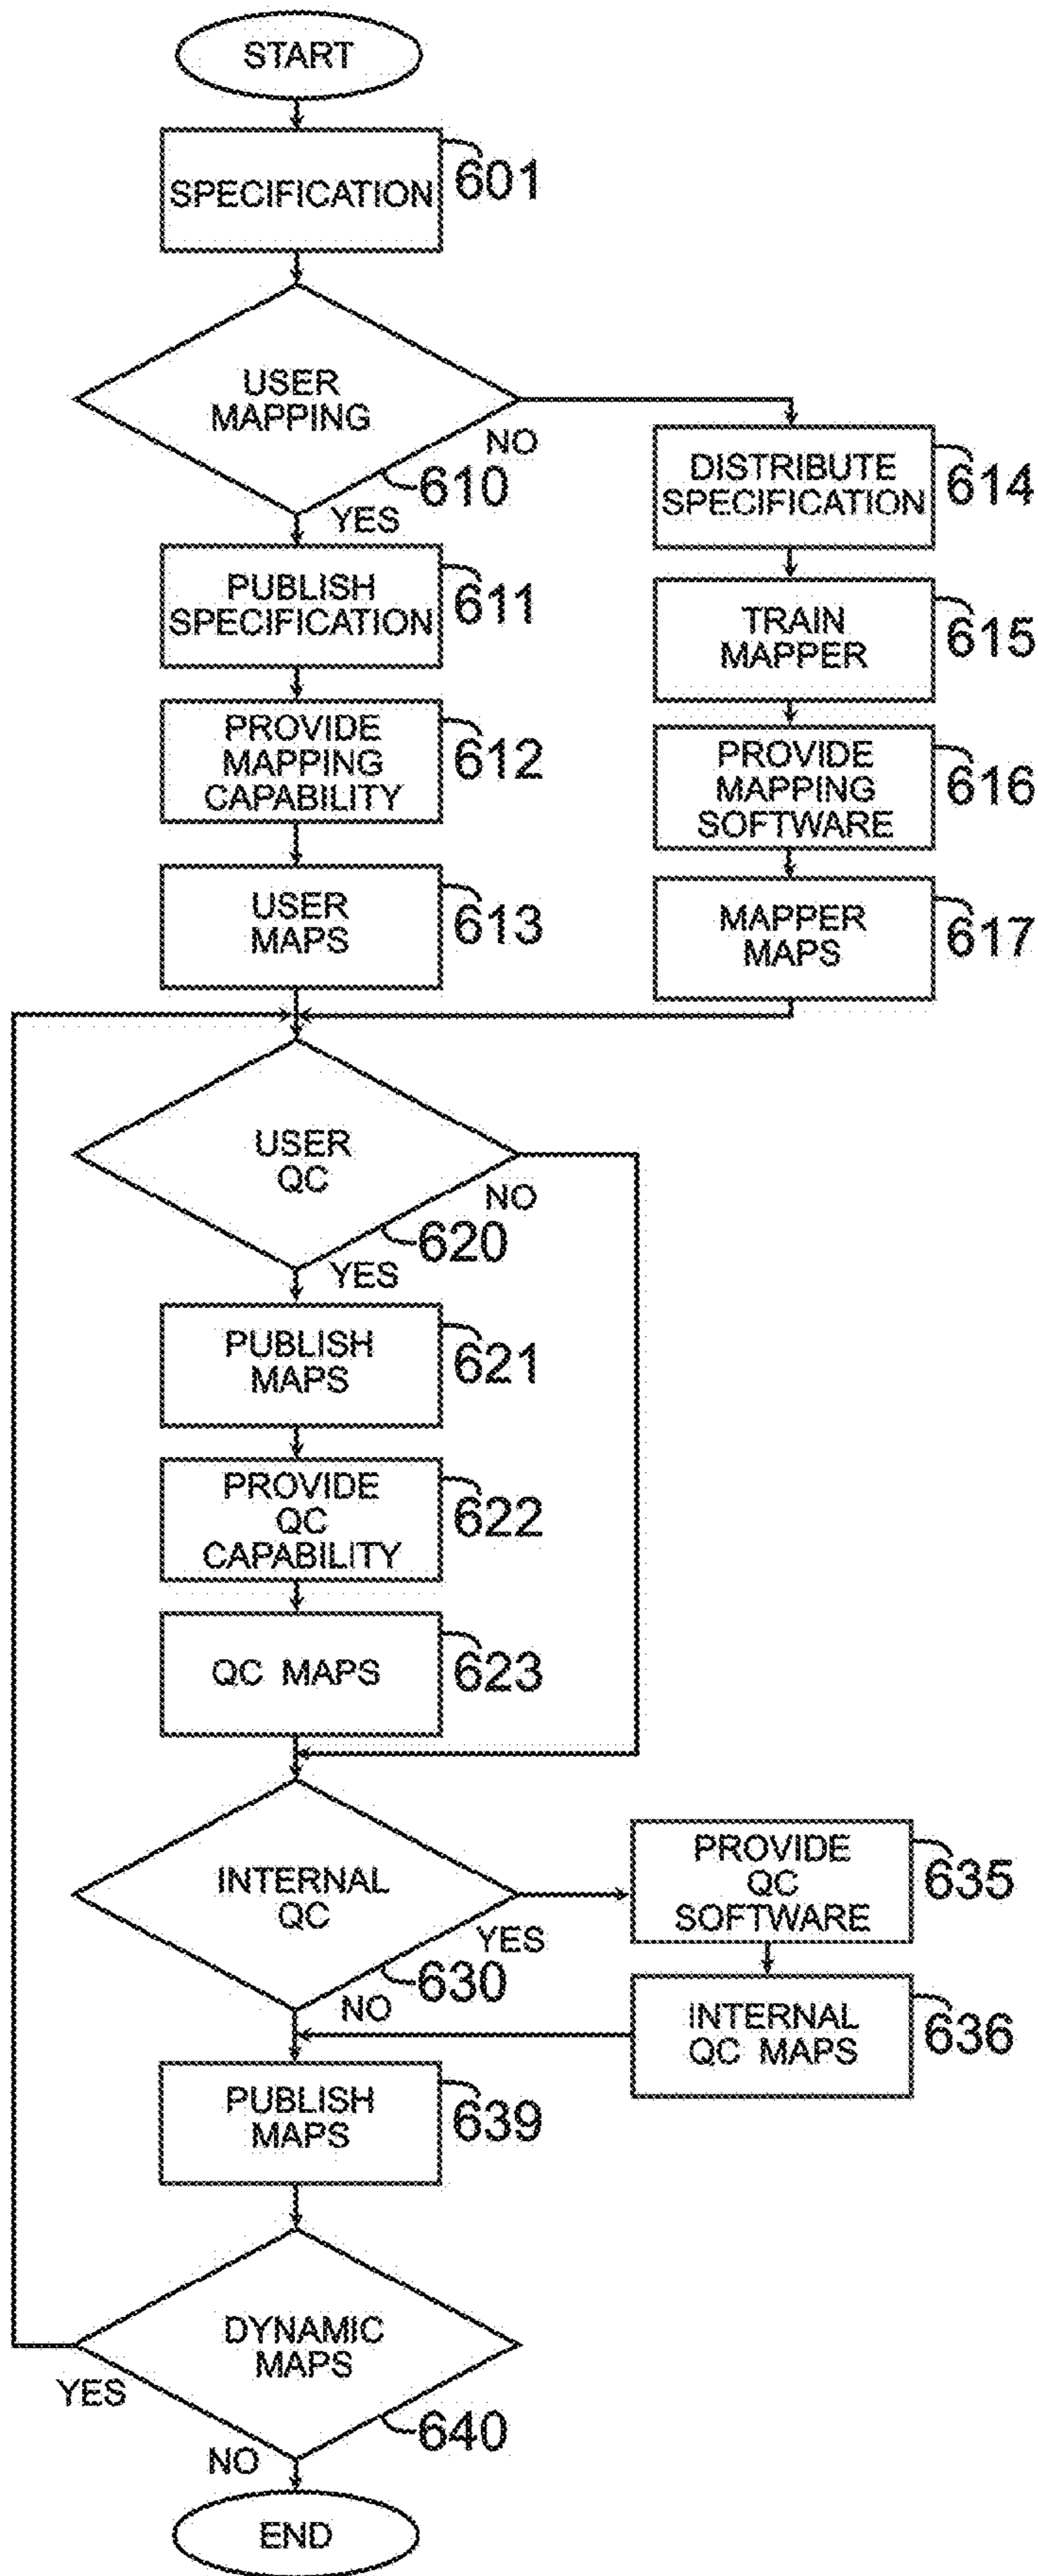 START
SPECIFICATION
601
USER
MAPPING
NO
610
YES
DISTRIBUTE
SPECIFICATION
614
PUBLISH
SPECIFICATION
611
TRAIN
MAPPER
615
PROVIDE
MAPPING
CAPABILITY
612
PROVIDE
MAPPING
SOFTWARE
616
USER
MAPS
613
MAPPER
MAPS
617
USER
QC
NO
620
YES
PUBLISH
MAPS
621
PROVIDE
QC
CAPABILITY
622
QC MAPS
623
INTERNAL
QC
YES
630
NO
PROVIDE
QC
SOFTWARE
635
INTERNAL
QC MAPS
636
PUBLISH
MAPS
639
DYNAMIC
MAPS
YES
640
NO
END